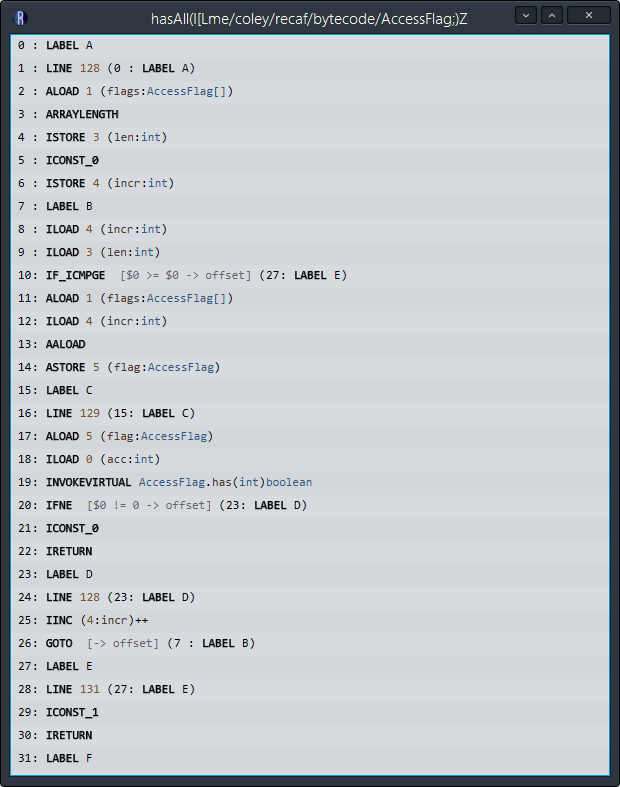 R
hasAll(I[Lme/coley/recaf/bytecode/AccessFlag;)Z
0 : LABEL A
1 : LINE 128 (0 : LABEL A)
2 : ALOAD 1 (flags:AccessFlag[])
3 : ARRAYLENGTH
4 : ISTORE 3 (len:int)
5 : ICONST_0
6 : ISTORE 4 (incr:int)
7 : LABEL B
8 : ILOAD 4 (incr:int)
9 : ILOAD 3 (len:int)
10: IF_ICMPGE [$0 >= $0 -> offset] (27: LABEL E)
11: ALOAD 1 (flags:AccessFlag[])
12: ILOAD 4 (incr:int)
13: AALOAD
14: ASTORE 5 (flag:AccessFlag)
15: LABEL C
16: LINE 129 (15: LABEL C)
17: ALOAD 5 (flag:AccessFlag)
18: ILOAD 0 (acc:int)
19: INVOKEVIRTUAL AccessFlag.has(int)boolean
20: IFNE [$0 != 0 -> offset] (23: LABEL D)
21: ICONST_0
22: IRETURN
23: LABEL D
24: LINE 128 (23: LABEL D)
25: IINC (4:incr)++
26: GOTO [-> offset] (7 : LABEL B)
27: LABEL E
28: LINE 131 (27: LABEL E)
29: ICONST_1
30: IRETURN
31: LABEL F